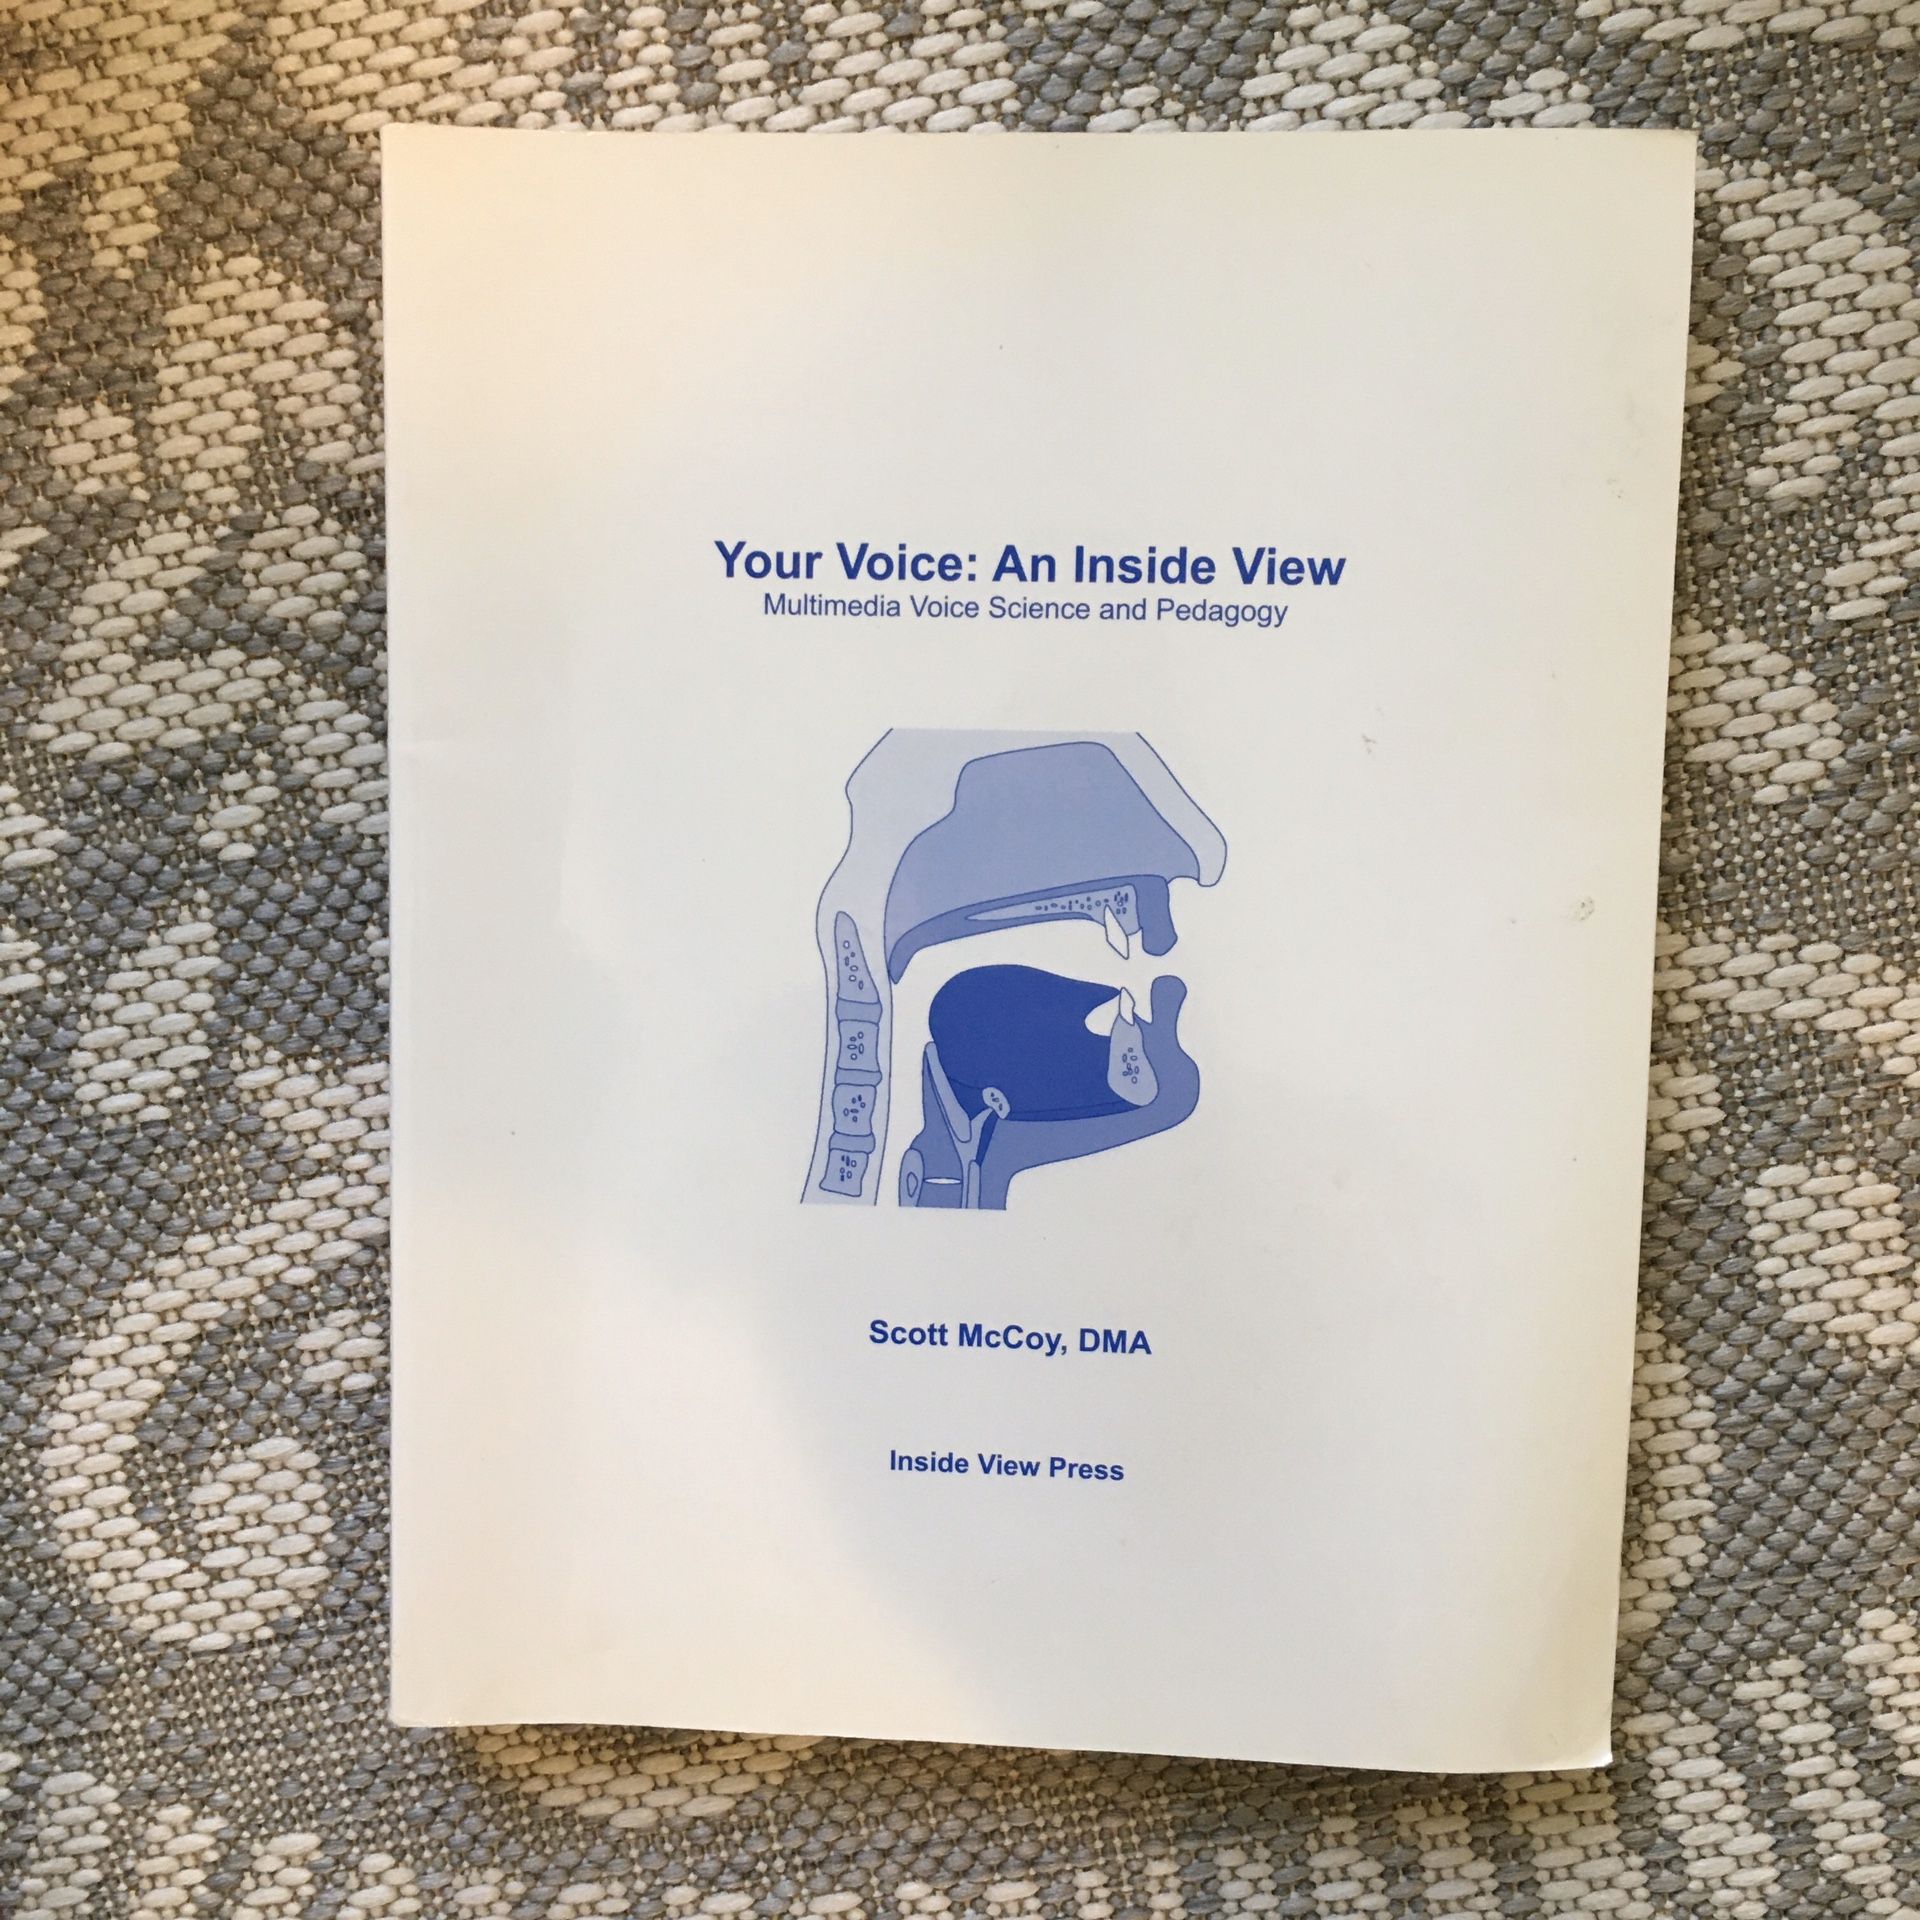 Your Voice: An Inside View
Multimedia Voice Science and Pedagogy
Scott McCoy, DMA
Inside View Press